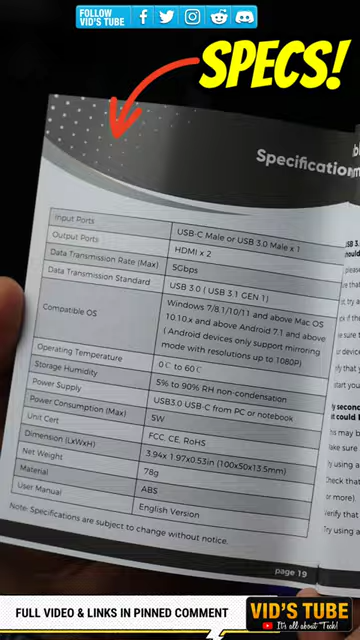 FOLLOW
VID'S TUBE
SPECS!
Specification
Input Ports
USB-C Male or USB 3.0 Male x 1
Output Ports
HDMI x 2
Data Transmission Rate (Max)
5Gbps
Data Transmission Standard
USB 3.0 ( USB 3.1 GEN 1)
Compatible OS
Windows 7/8.1/10/11 and above Mac OS
10.10.x and above Android 7.1 and above
( Android devices only support mirroring
mode with resolutions up to 1080P)
Operating Temperature
0℃ to 60℃
Storage Humidity
5% to 90% RH non-condensation
Power Supply
USB3.0 USB-C from PC or notebook
Power Consumption (Max)
5W
Unit Cert
FCC, CE, RoHS
Dimension (LxWxH)
3.94x 1.97x0.53in (100x50x13.5mm)
Net Weight
78g
Material
ABS
User Manual
English Version
Note: Specifications are subject to change without notice.
page 19
FULL VIDEO & LINKS IN PINNED COMMENT
VID'S TUBE
It's all about "Tech!